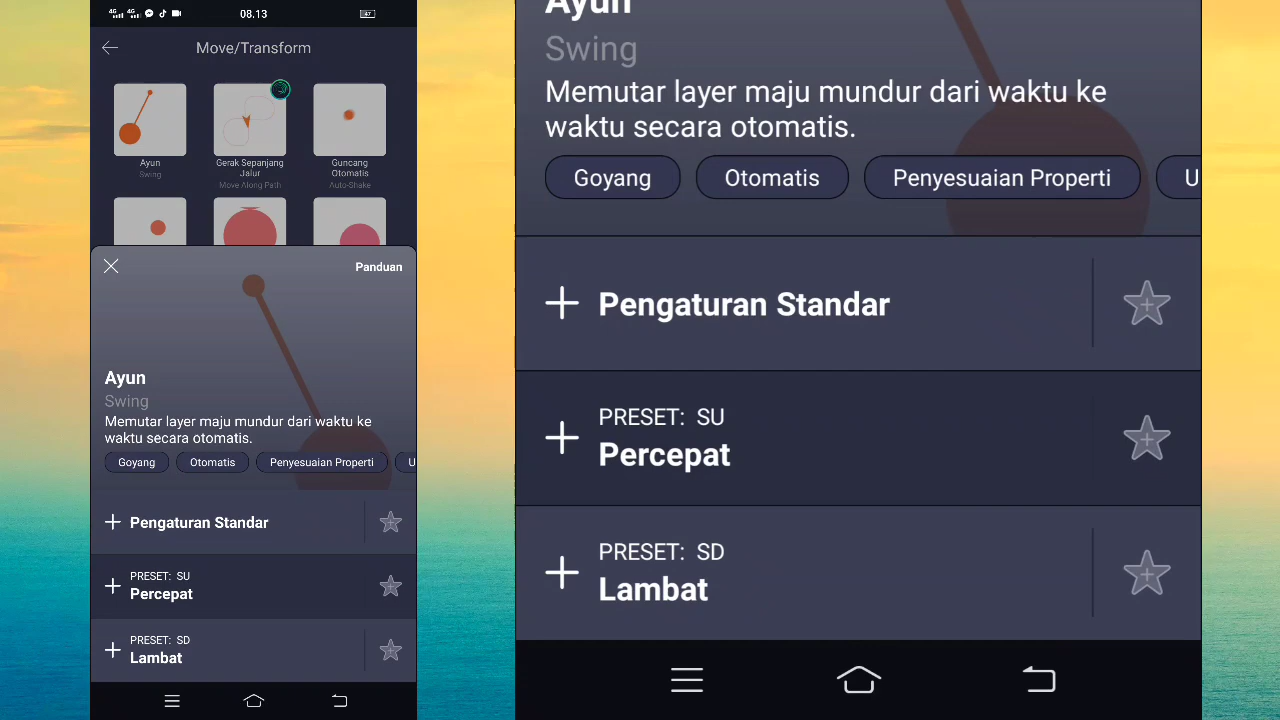 4G 4G 08.13 47
Move/Transform
Ayun
Swing
Gerak Sepanjang
Jalur
Move Along Path
Guncang
Otomatis
Auto-Shake
Panduan
Ayun
Swing
Memutar layer maju mundur dari waktu ke
waktu secara otomatis.
Goyang Otomatis Penyesuaian Properti U
Pengaturan Standar
PRESET: SU
Percepat
PRESET: SD
Lambat
Ayun
Swing
Memutar layer maju mundur dari waktu ke
waktu secara otomatis.
Goyang Otomatis Penyesuaian Properti U
Pengaturan Standar
PRESET: SU
Percepat
PRESET: SD
Lambat